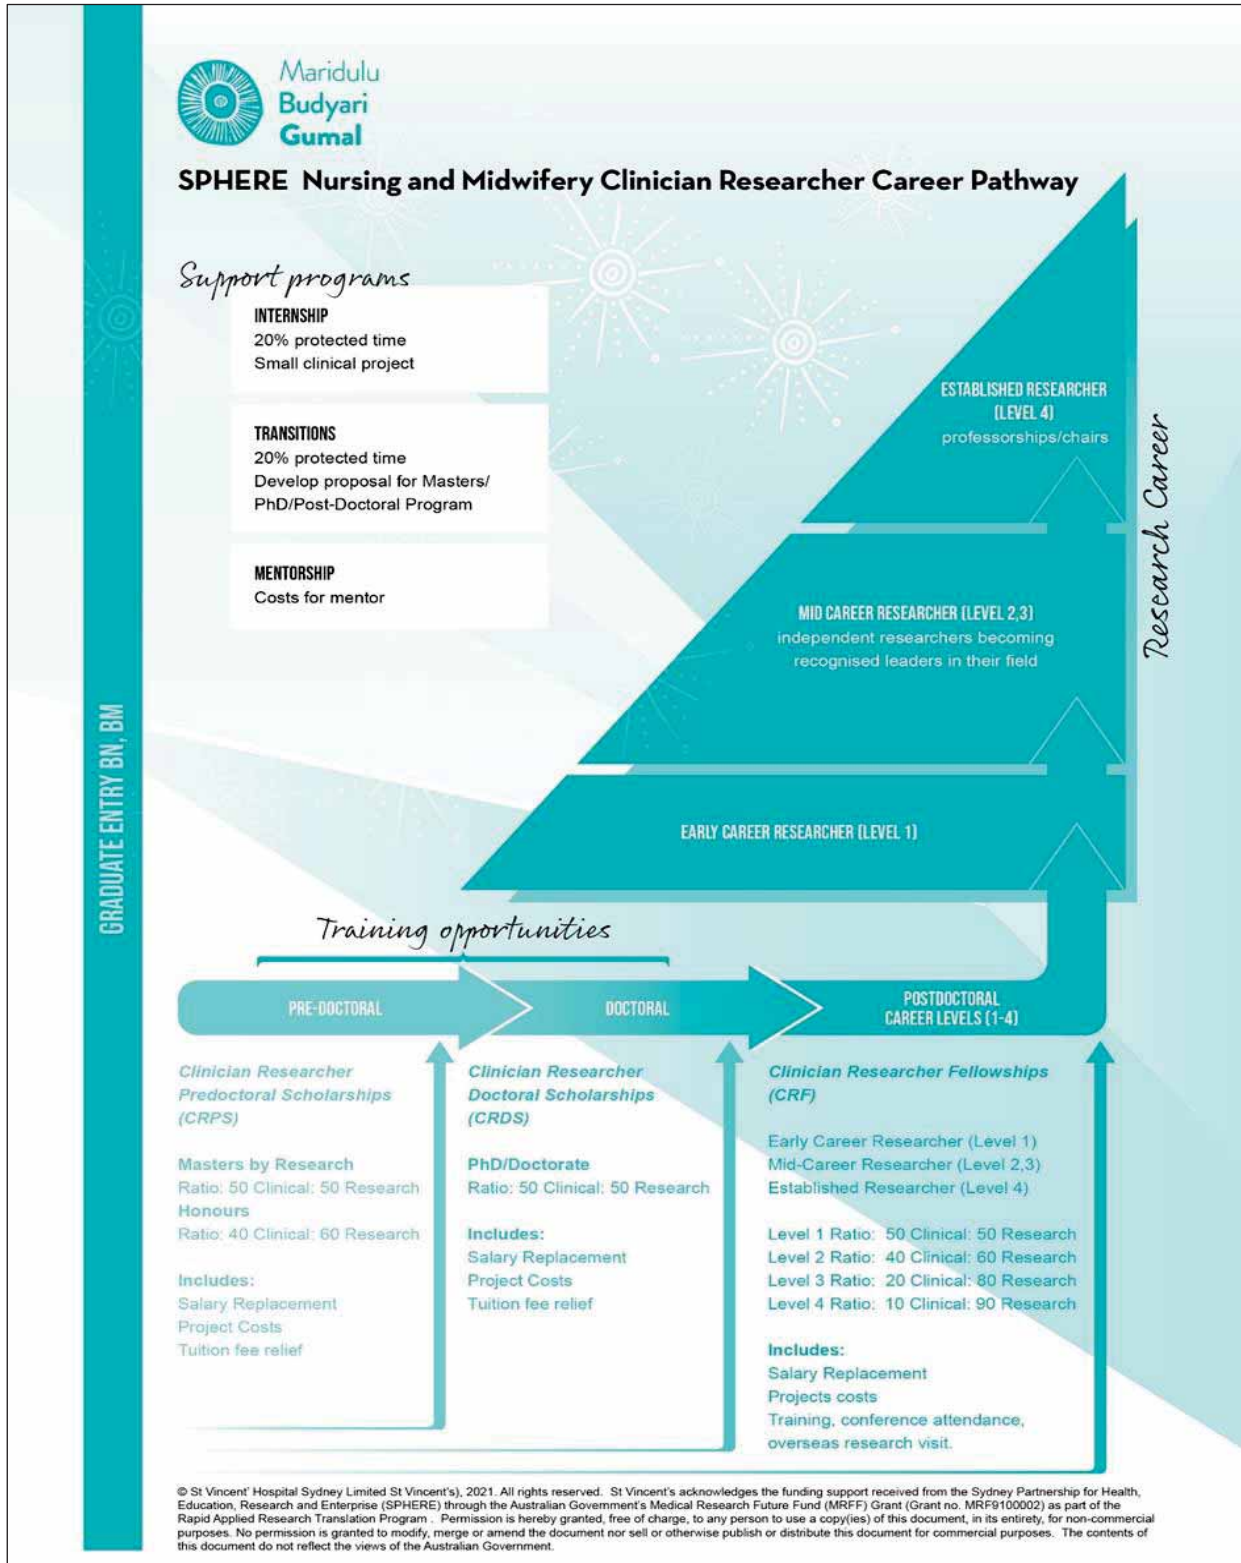 Maridulu
Budyari
Gumal
SPHERE Nursing and Midwifery Clinician Researcher Career Pathway
Support programs
INTERNSHIP
20% protected time
Small clinical project
TRANSITIONS
20% protected time
Develop proposal for Masters/
PhD/Post-Doctoral Program
MENTORSHIP
Costs for mentor
ESTABLISHED RESEARCHER
(LEVEL 4)
professorships/chairs
MID CAREER RESEARCHER (LEVEL 2,3)
independent researchers becoming
recognised leaders in their field
EARLY CAREER RESEARCHER (LEVEL 1)
Research Career
GRADUATE ENTRY BN, BM
Training opportunities
PRE-DOCTORAL
DOCTORAL
POSTDOCTORAL
CAREER LEVELS (1-4)
Clinician Researcher
Predoctoral Scholarships
(CRPS)
Masters by Research
Ratio: 50 Clinical: 50 Research
Honours
Ratio: 40 Clinical: 60 Research
Includes:
Salary Replacement
Project Costs
Tuition fee relief
Clinician Researcher
Doctoral Scholarships
(CRDS)
PhD/Doctorate
Ratio: 50 Clinical: 50 Research
Includes:
Salary Replacement
Project Costs
Tuition fee relief
Clinician Researcher Fellowships
(CRF)
Early Career Researcher (Level 1)
Mid-Career Researcher (Level 2,3)
Established Researcher (Level 4)
Level 1 Ratio: 50 Clinical: 50 Research
Level 2 Ratio: 40 Clinical: 60 Research
Level 3 Ratio: 20 Clinical: 80 Research
Level 4 Ratio: 10 Clinical: 90 Research
Includes:
Salary Replacement
Projects costs
Training, conference attendance,
overseas research visit.
© St Vincent' Hospital Sydney Limited St Vincent's), 2021. All rights reserved. St Vincent's acknowledges the funding support received from the Sydney Partnership for Health,
Education, Research and Enterprise (SPHERE) through the Australian Government's Medical Research Future Fund (MRFF) Grant (Grant no. MRF9100002) as part of the
Rapid Applied Research Translation Program . Permission is hereby granted, free of charge, to any person to use a copy(ies) of this document, in its entirety, for non-commercial
purposes. No permission is granted to modify, merge or amend the document nor sell or otherwise publish or distribute this document for commercial purposes. The contents of
this document do not reflect the views of the Australian Government.